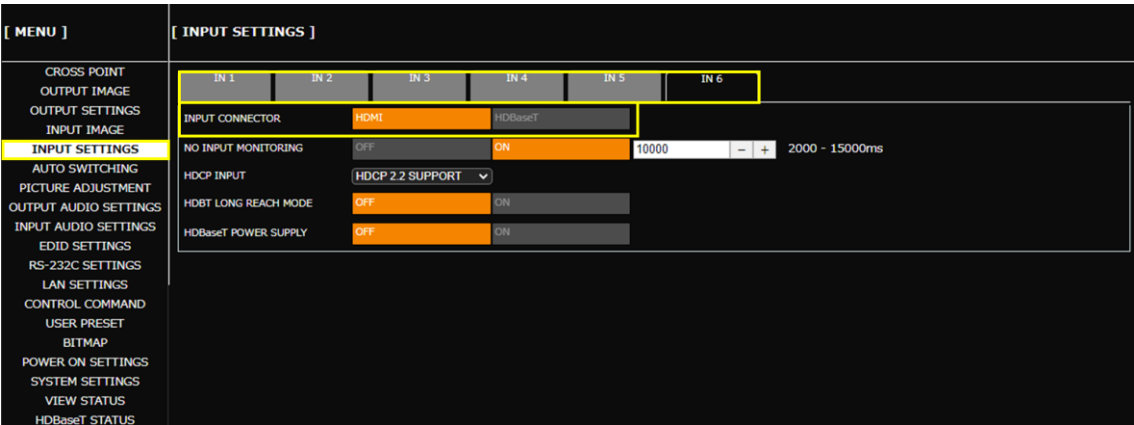 [ MENU ]
CROSS POINT
OUTPUT IMAGE
OUTPUT SETTINGS
INPUT IMAGE
INPUT SETTINGS
AUTO SWITCHING
PICTURE ADJUSTMENT
OUTPUT AUDIO SETTINGS
INPUT AUDIO SETTINGS
EDID SETTINGS
RS-232C SETTINGS
LAN SETTINGS
CONTROL COMMAND
USER PRESET
BITMAP
POWER ON SETTINGS
SYSTEM SETTINGS
VIEW STATUS
HDBaseT STATUS
[ INPUT SETTINGS ]
IN 1 IN 2 IN 3 IN 4 IN 5 IN 6
INPUT CONNECTOR HDMI HDBaseT
NO INPUT MONITORING OFF ON 10000 − + 2000 - 15000ms
HDCP INPUT HDCP 2.2 SUPPORT
HDBT LONG REACH MODE OFF ON
HDBaseT POWER SUPPLY OFF ON